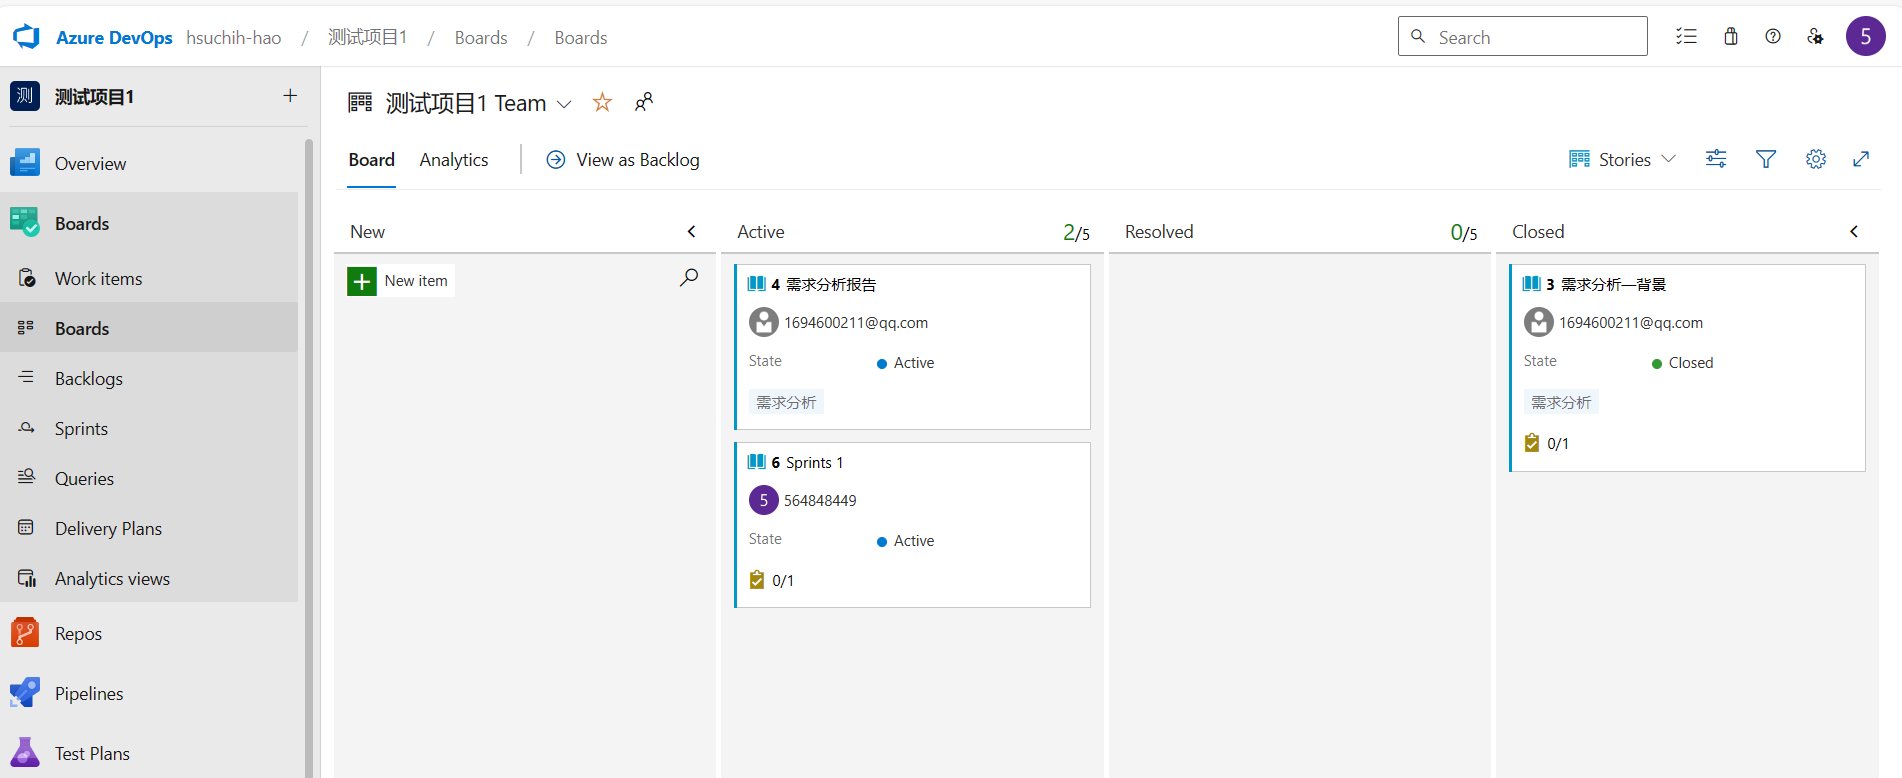 Azure DevOps hsuchih-hao / 测试项目1 / Boards / Boards
Search
5
测 测试项目1
Overview
Boards
Work items
Boards
Backlogs
Sprints
Queries
Delivery Plans
Analytics views
Repos
Pipelines
Test Plans
测试项目1 Team
Board Analytics View as Backlog
Stories
New
New item
Active 2/5
4 需求分析报告
1694600211@qq.com
State Active
需求分析
6 Sprints 1
5 564848449
State Active
0/1
Resolved 0/5
Closed
3 需求分析—背景
1694600211@qq.com
State Closed
需求分析
0/1